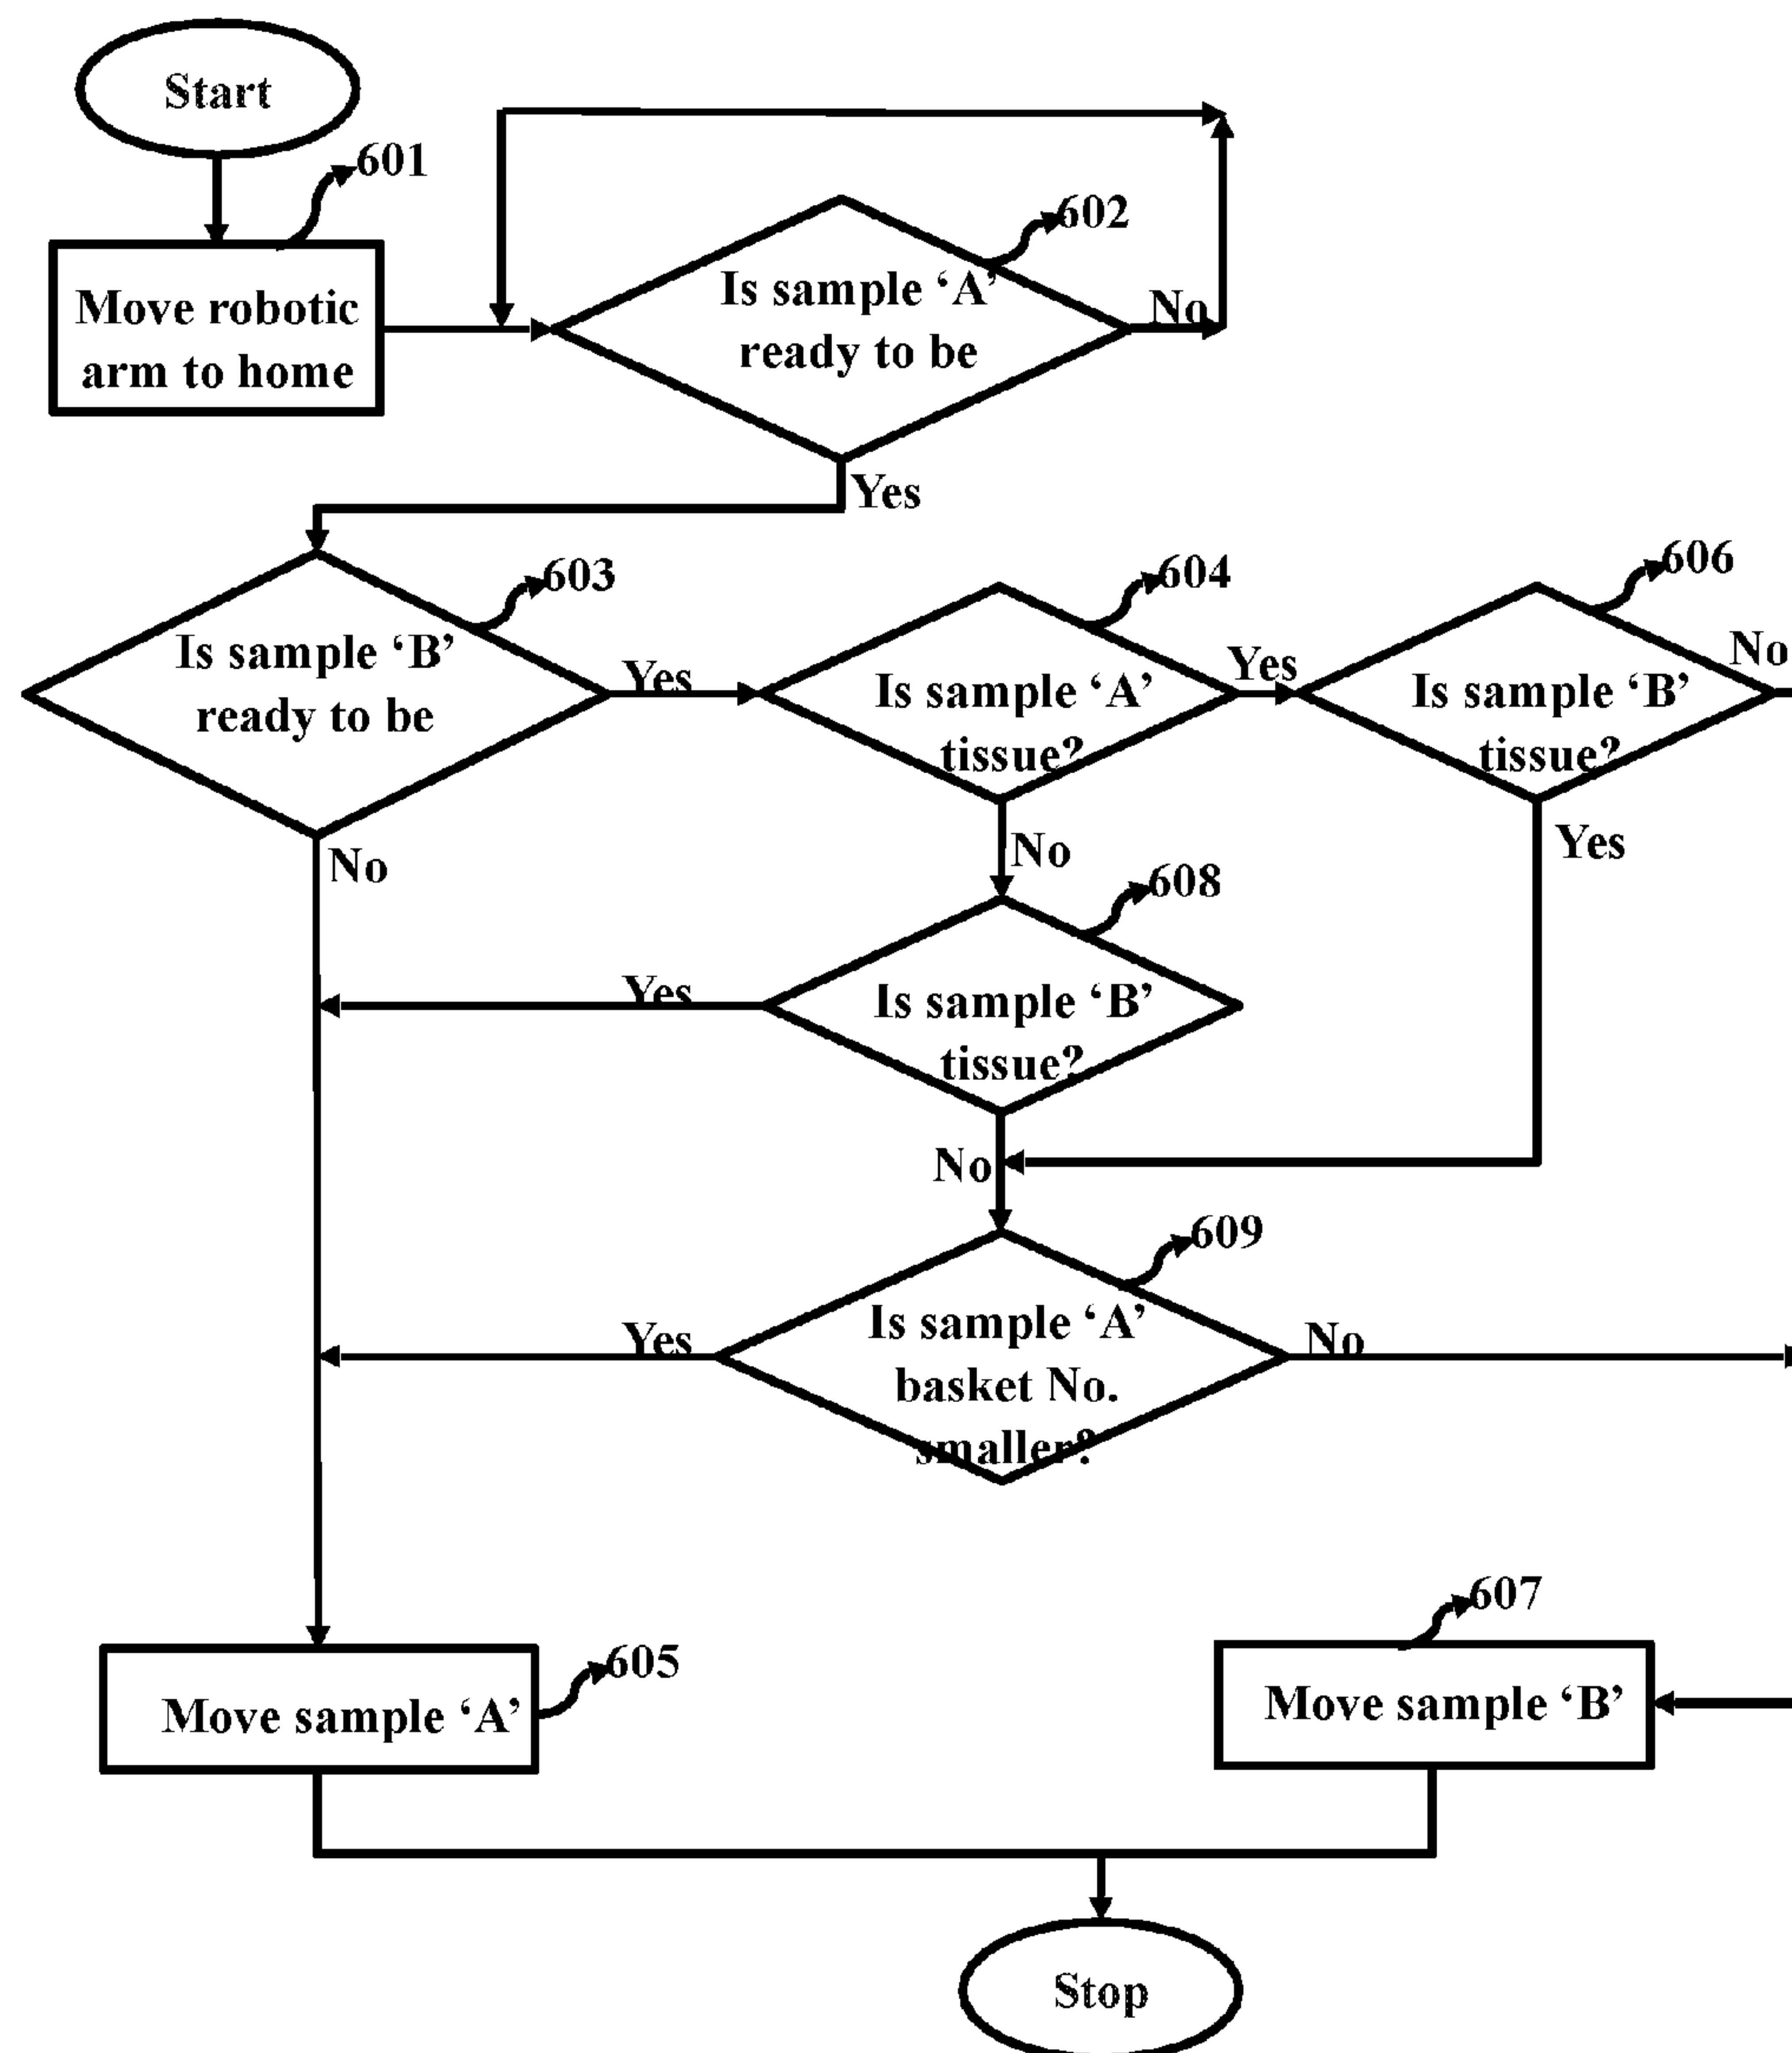 Start
601
Move robotic
arm to home
602
Is sample ‘A’
ready to be
No
Yes
603
Is sample ‘B’
ready to be
Yes
No
604
Is sample ‘A’
tissue?
Yes
No
606
Is sample ‘B’
tissue?
No
Yes
608
Is sample ‘B’
tissue?
Yes
No
609
Is sample ‘A’
basket No.
smaller?
Yes
No
605
Move sample ‘A’
607
Move sample ‘B’
Stop